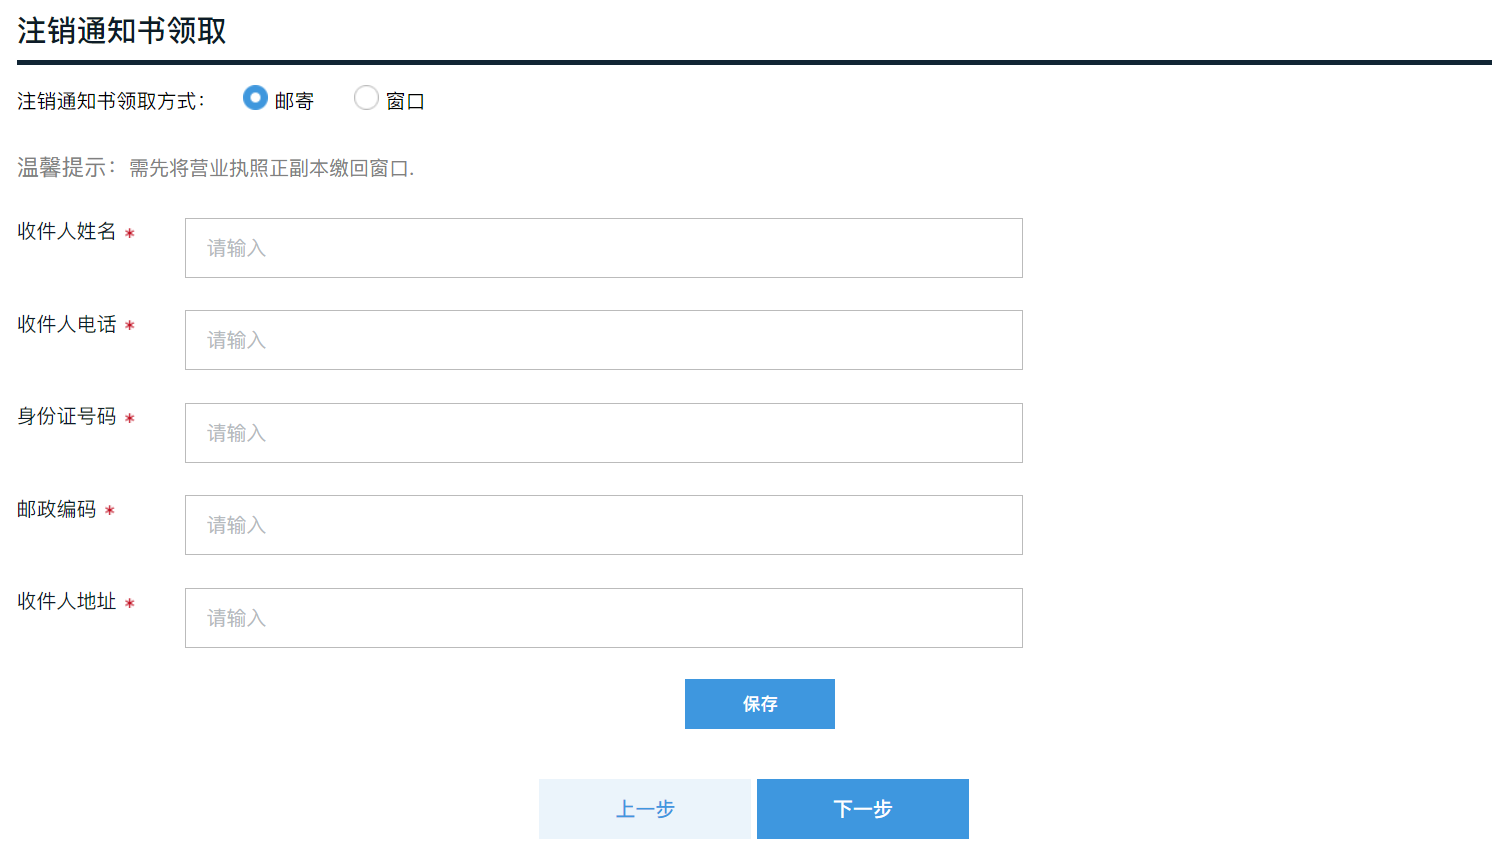 注销通知书领取
注销通知书领取方式： 邮寄 窗口
温馨提示：需先将营业执照正副本缴回窗口.
收件人姓名 * 请输入
收件人电话 * 请输入
身份证号码 * 请输入
邮政编码 * 请输入
收件人地址 * 请输入
保存
上一步 下一步